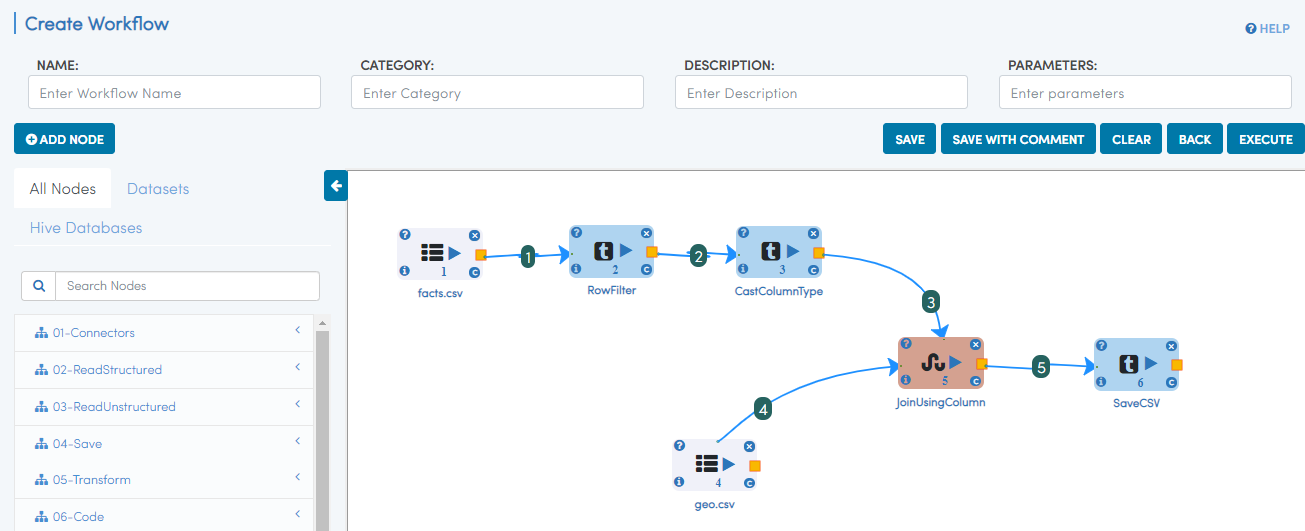 Create Workflow
HELP
NAME: CATEGORY: DESCRIPTION: PARAMETERS:
Enter Workflow Name Enter Category Enter Description Enter parameters
ADD NODE SAVE SAVE WITH COMMENT CLEAR BACK EXECUTE
All Nodes Datasets
Hive Databases
Search Nodes
01-Connectors
02-ReadStructured
03-ReadUnstructured
04-Save
05-Transform
06-Code
1 1 2 2 3
facts.csv RowFilter CastColumnType
3
5 5 6
JoinUsingColumn SaveCSV
4
4
geo.csv